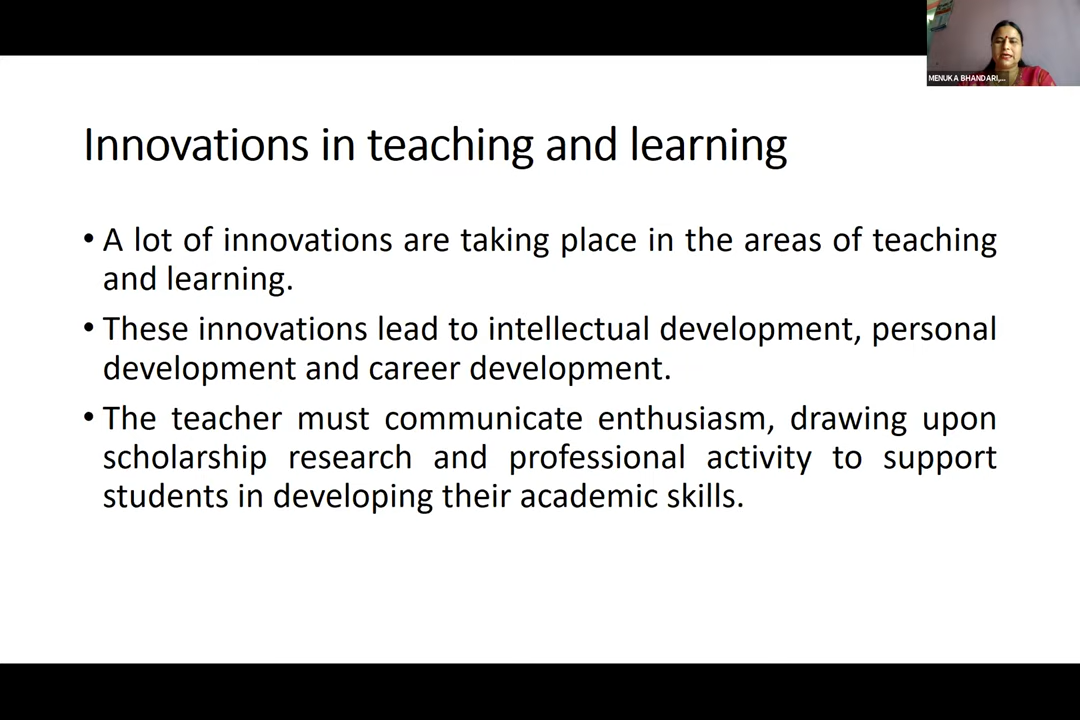 MENUKA BHANDARI,...
Innovations in teaching and learning
• A lot of innovations are taking place in the areas of teaching
and learning.
• These innovations lead to intellectual development, personal
development and career development.
• The teacher must communicate enthusiasm, drawing upon
scholarship research and professional activity to support
students in developing their academic skills.